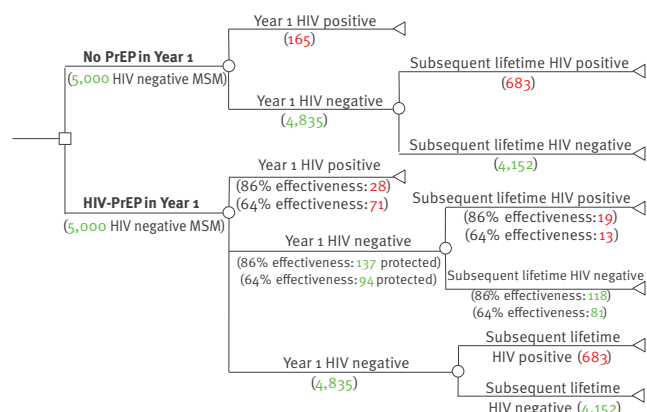 Year 1 HIV positive
(165)
No PrEP in Year 1
(5,000 HIV negative MSM)
Year 1 HIV negative
(4,835)
Subsequent lifetime HIV positive
(683)
Subsequent lifetime HIV negative
(4,152)
HIV-PrEP in Year 1
(5,000 HIV negative MSM)
Year 1 HIV positive
(86% effectiveness: 28)
(64% effectiveness: 71)
Year 1 HIV negative
(86% effectiveness: 137 protected)
(64% effectiveness: 94 protected)
Subsequent lifetime HIV positive
(86% effectiveness: 19)
(64% effectiveness: 13)
Subsequent lifetime HIV negative
(86% effectiveness: 118)
(64% effectiveness: 81)
Year 1 HIV negative
(4,835)
Subsequent lifetime
HIV positive (683)
Subsequent lifetime
HIV negative (4,152)